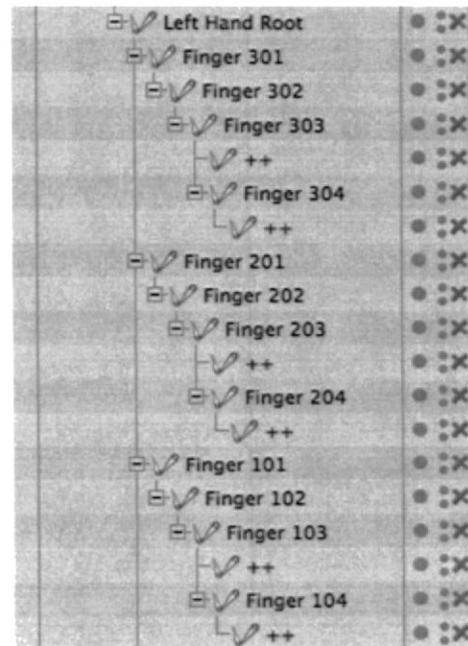 Left Hand Root
Finger 301
Finger 302
Finger 303
++
Finger 304
++
Finger 201
Finger 202
Finger 203
++
Finger 204
++
Finger 101
Finger 102
Finger 103
++
Finger 104
++